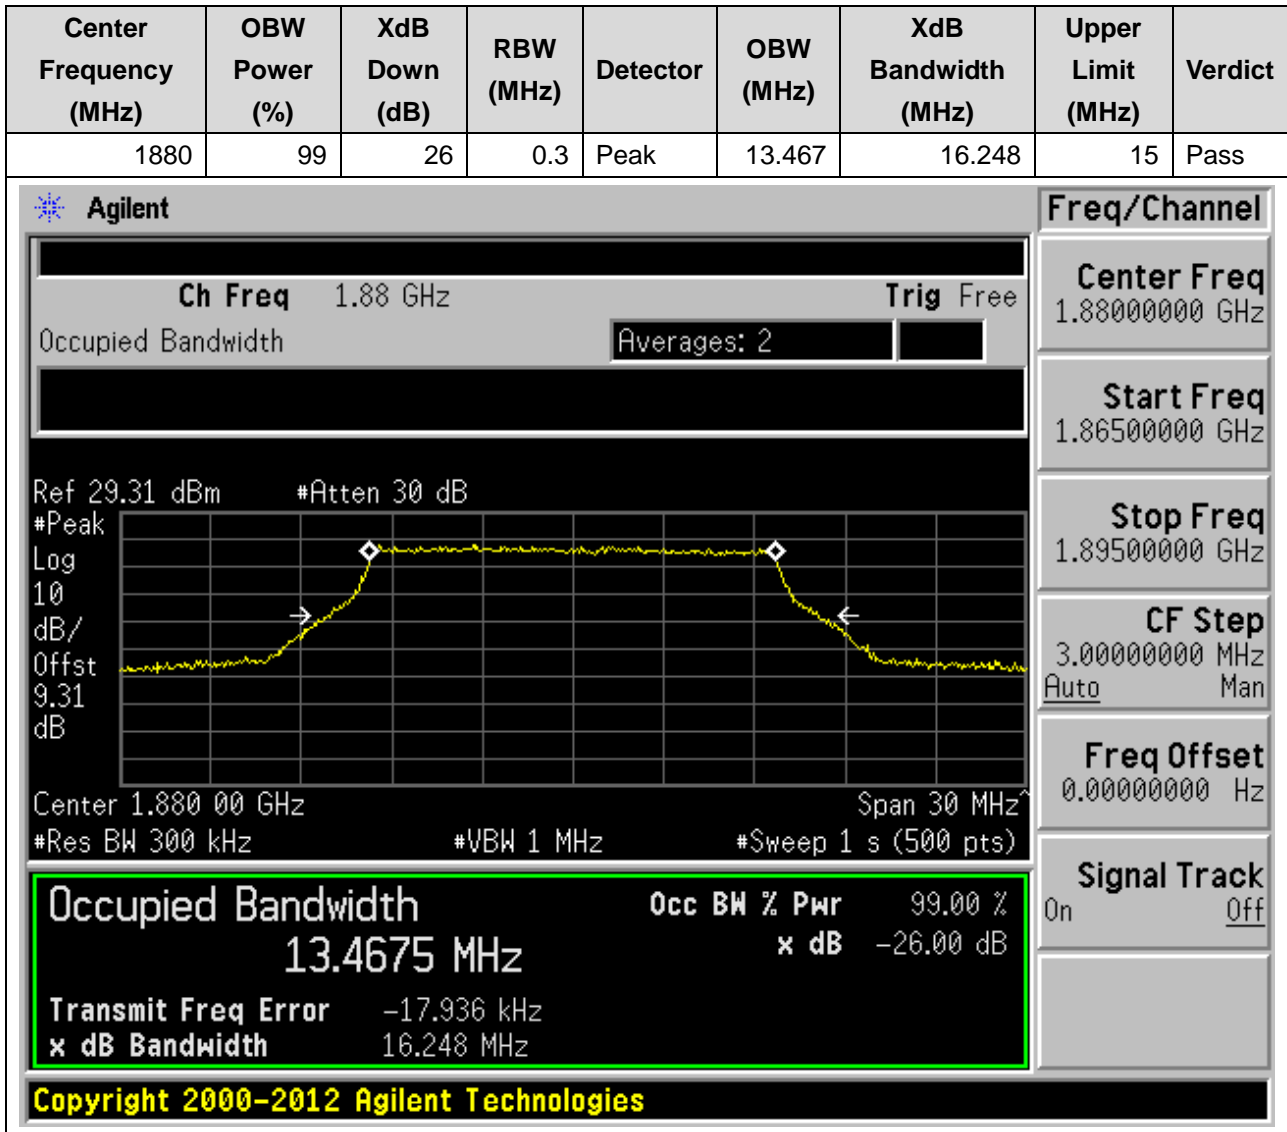 Center Frequency (MHz) OBW Power (%) XdB Down (dB) RBW (MHz) Detector OBW (MHz) XdB Bandwidth (MHz) Upper Limit (MHz) Verdict
1880 99 26 0.3 Peak 13.467 16.248 15 Pass
Agilent
Freq/Channel
Ch Freq 1.88 GHz Trig Free
Occupied Bandwidth Averages: 2
Ref 29.31 dBm #Atten 30 dB
#Peak
Log
10
dB/
Offst
9.31
dB
Center 1.880 00 GHz Span 30 MHz^
#Res BW 300 kHz #VBW 1 MHz #Sweep 1 s (500 pts)
Occupied Bandwidth
13.4675 MHz
Occ BW % Pwr 99.00 %
x dB -26.00 dB
Transmit Freq Error -17.936 kHz
x dB Bandwidth 16.248 MHz
Center Freq
1.88000000 GHz
Start Freq
1.86500000 GHz
Stop Freq
1.89500000 GHz
CF Step
3.00000000 MHz
Auto Man
Freq Offset
0.00000000 Hz
Signal Track
On Off
Copyright 2000-2012 Agilent Technologies